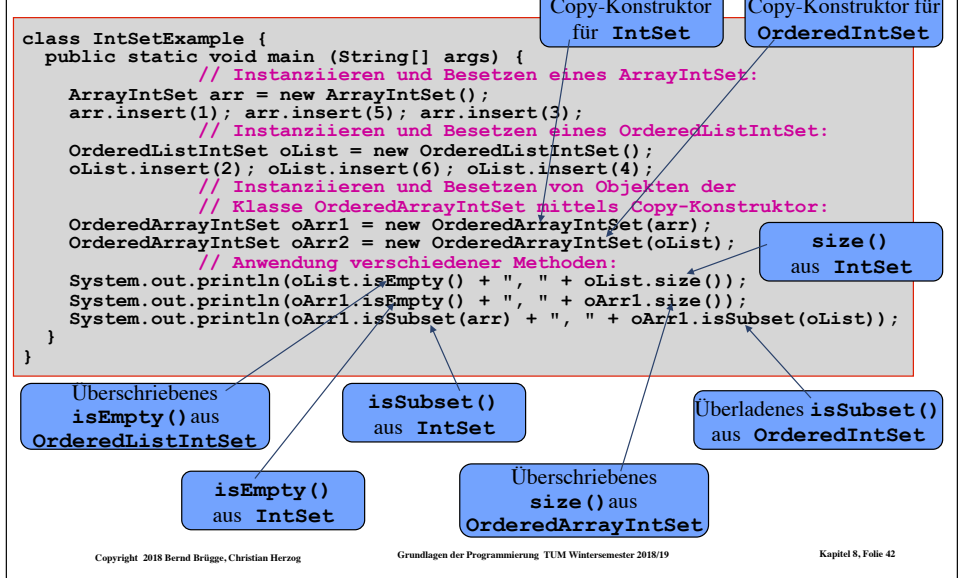 Copy-Konstruktor
für IntSet
Copy-Konstruktor für
OrderedIntSet
class IntSetExample {
public static void main (String[] args) {
// Instanziieren und Besetzen eines ArrayIntSet:
ArrayIntSet arr = new ArrayIntSet();
arr.insert(1); arr.insert(5); arr.insert(3);
// Instanziieren und Besetzen eines OrderedListIntSet:
OrderedListIntSet oList = new OrderedListIntSet();
oList.insert(2); oList.insert(6); oList.insert(4);
// Instanziieren und Besetzen von Objekten der
// Klasse OrderedArrayIntSet mittels Copy-Konstruktor:
OrderedArrayIntSet oArr1 = new OrderedArrayIntSet(arr);
OrderedArrayIntSet oArr2 = new OrderedArrayIntSet(oList);
// Anwendung verschiedener Methoden:
System.out.println(oList.isEmpty() + ", " + oList.size());
System.out.println(oArr1.isEmpty() + ", " + oArr1.size());
System.out.println(oArr1.isSubset(arr) + ", " + oArr1.isSubset(oList));
}
}
size()
aus IntSet
Überschriebenes
isEmpty() aus
OrderedListIntSet
isSubset()
aus IntSet
Überladenes isSubset()
aus OrderedIntSet
isEmpty()
aus IntSet
Überschriebenes
size() aus
OrderedArrayIntSet
Copyright 2018 Bernd Brügge, Christian Herzog
Grundlagen der Programmierung TUM Wintersemester 2018/19
Kapitel 8, Folie 42